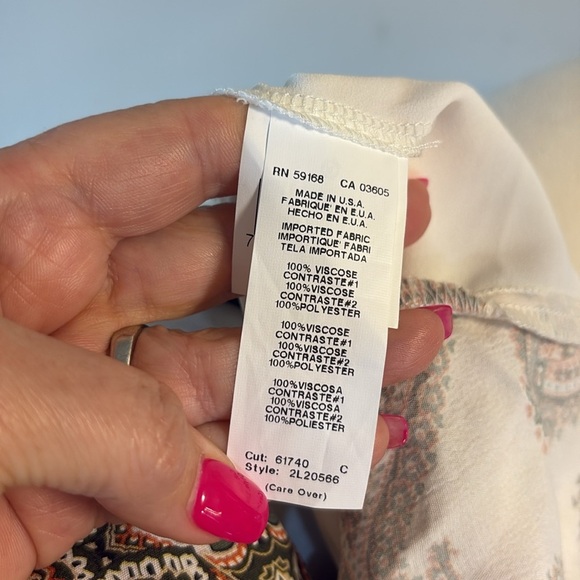 RN 59168 CA 03605
MADE IN U.S.A.
FABRIQUE' EN E.U.A.
HECHO EN E.U.A.
IMPORTED FABRIC
IMPORTIQUE' FABRI
TELA IMPORTADA
7
100% VISCOSE
CONTRASTE#1
100%VISCOSE
CONTRASTE#2
100%POLYESTER
100%VISCOSE
CONTRASTE#1
100%VISCOSE
CONTRASTE#2
100%POLYESTER
100%VISCOSA
CONTRASTE#1
100%VISCOSA
CONTRASTE#2
100%POLIESTER
Cut: 61740 C
Style: 2L20566
(Care Over)